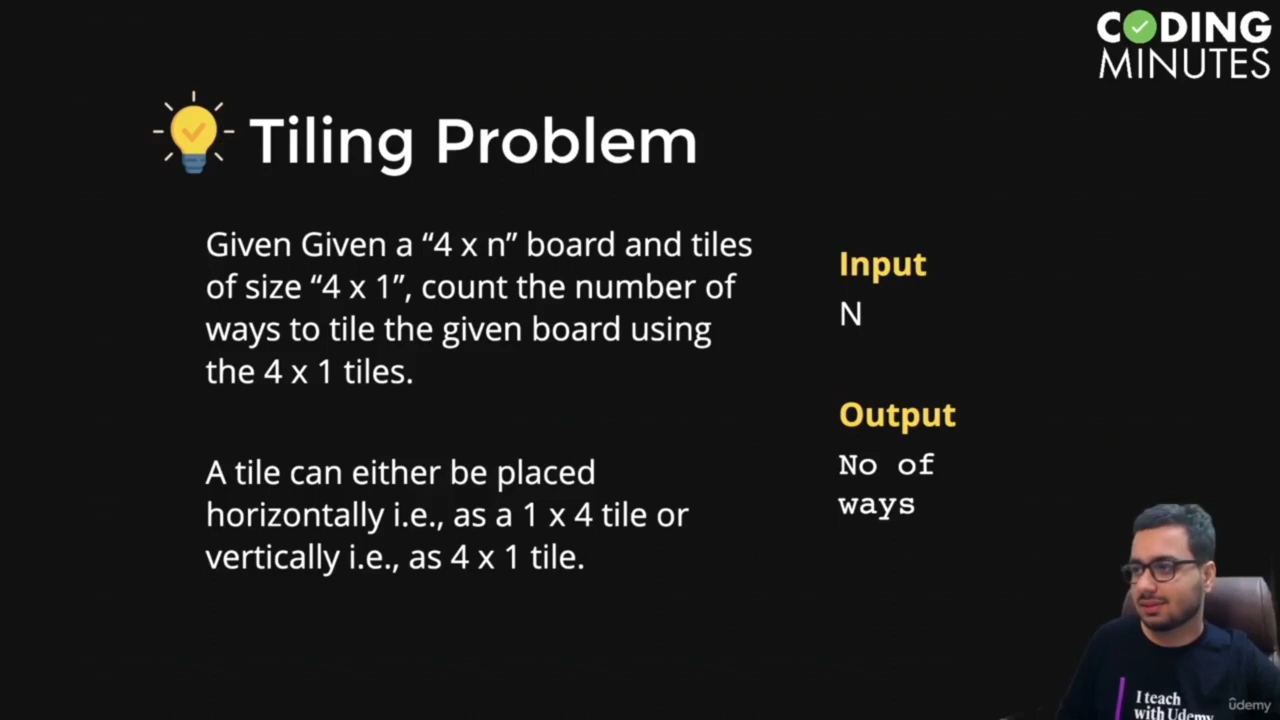 CODING
MINUTES
Tiling Problem
Given Given a “4 x n” board and tiles
of size “4 x 1”, count the number of
ways to tile the given board using
the 4 x 1 tiles.
A tile can either be placed
horizontally i.e., as a 1 x 4 tile or
vertically i.e., as 4 x 1 tile.
Input
N
Output
No of
ways
I teach
with Udemy
ûdemy